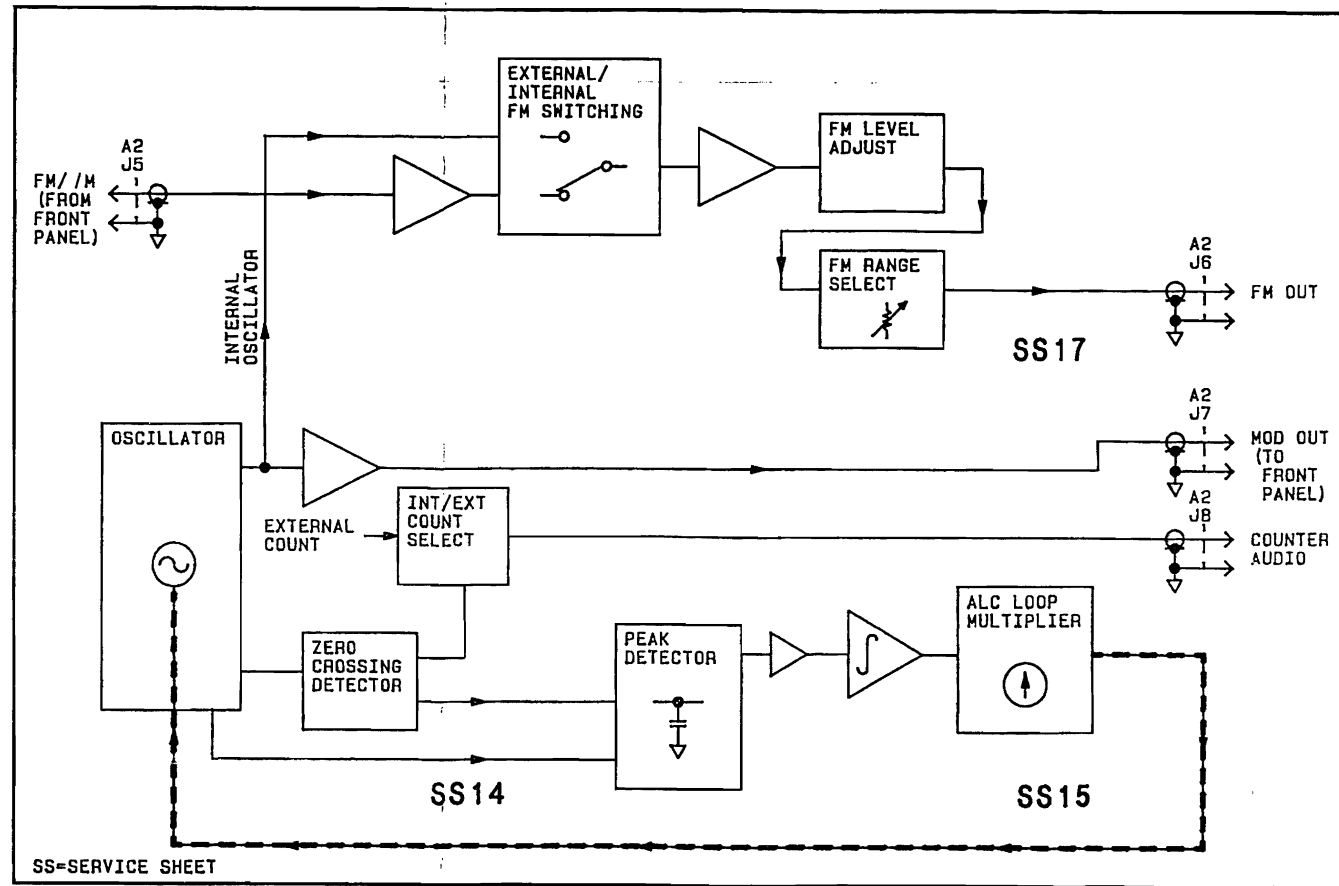 EXTERNAL/
INTERNAL
FM SWITCHING
FM LEVEL
ADJUST
A2
J5
FM//M
(FROM
FRONT
PANEL)
INTERNAL
OSCILLATOR
FM RANGE
SELECT
A2
J6
FM OUT
SS17
OSCILLATOR
A2
J7
MOD OUT
(TO
FRONT
PANEL)
INT/EXT
COUNT
SELECT
EXTERNAL
COUNT
A2
J8
COUNTER
AUDIO
ZERO
CROSSING
DETECTOR
PEAK
DETECTOR
ALC LOOP
MULTIPLIER
SS14
SS15
SS=SERVICE SHEET